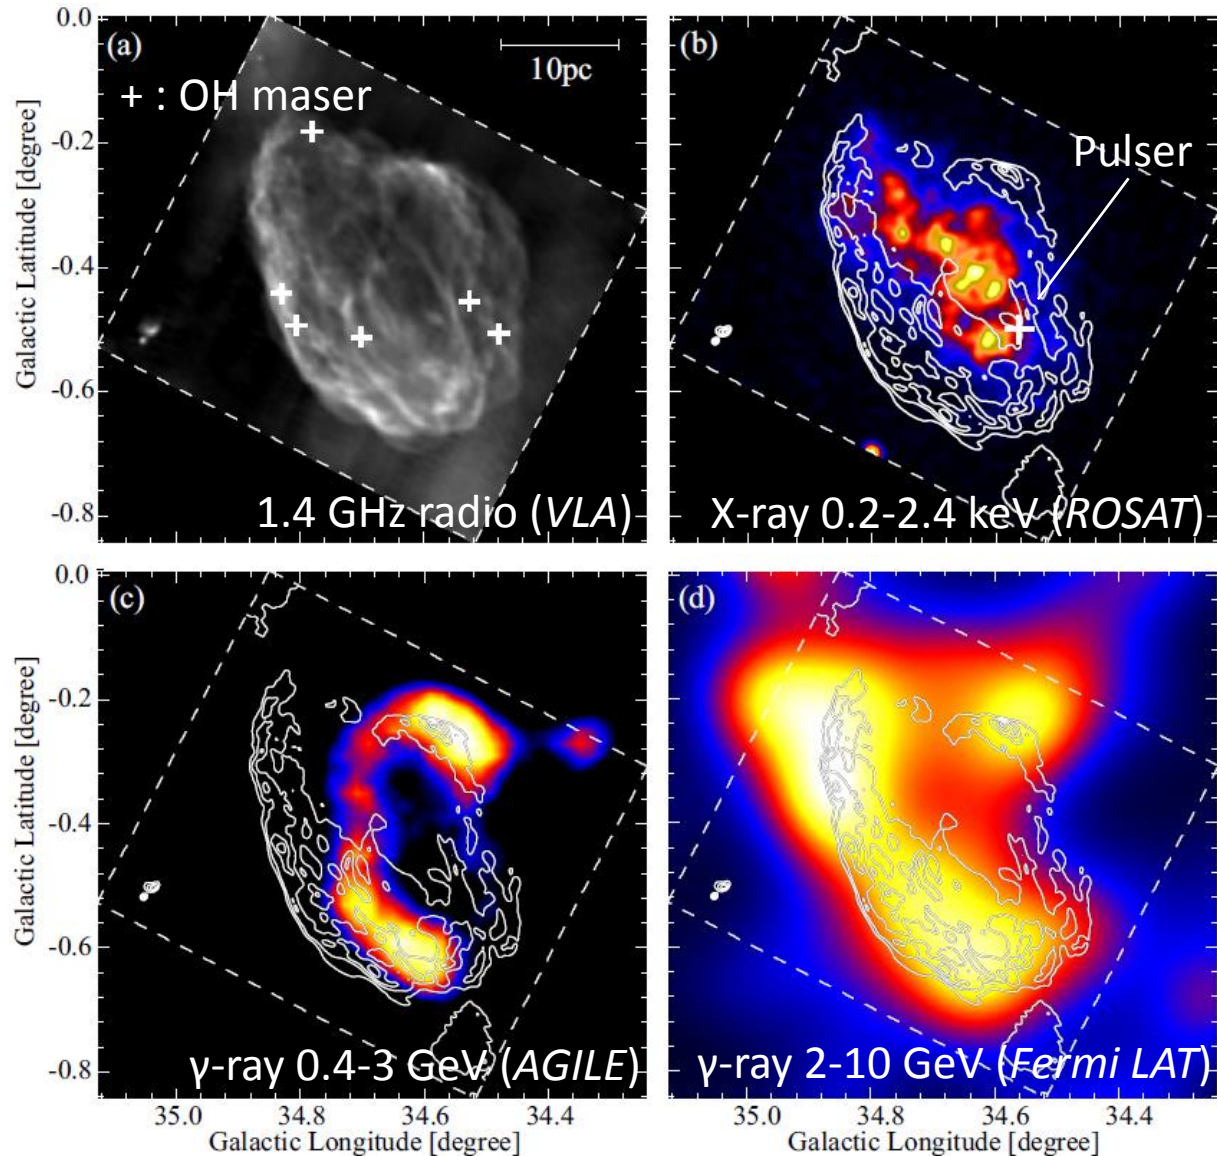 0.0
(a)
10pc
+ : OH maser
-0.2
-0.4
-0.6
-0.8
Galactic Latitude [degree]
1.4 GHz radio (VLA)
(b)
Pulser
X-ray 0.2-2.4 keV (ROSAT)
0.0
(c)
-0.2
-0.4
-0.6
-0.8
Galactic Latitude [degree]
γ-ray 0.4-3 GeV (AGILE)
35.0 34.8 34.6 34.4
Galactic Longitude [degree]
(d)
γ-ray 2-10 GeV (Fermi LAT)
35.0 34.8 34.6 34.4
Galactic Longitude [degree]